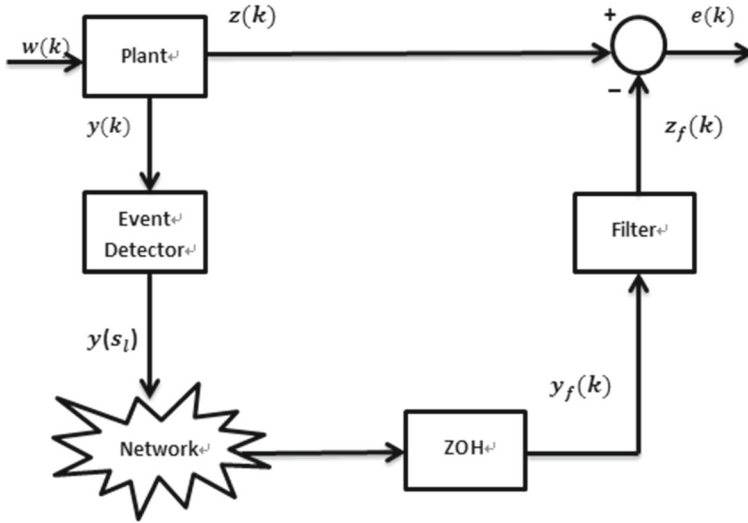 z(k)
+
e(k)
w(k)
Plant↵
−
y(k)
z_f(k)
Event↵
Detector↵
Filter↵
y(s_l)
y_f(k)
Network↵
ZOH↵